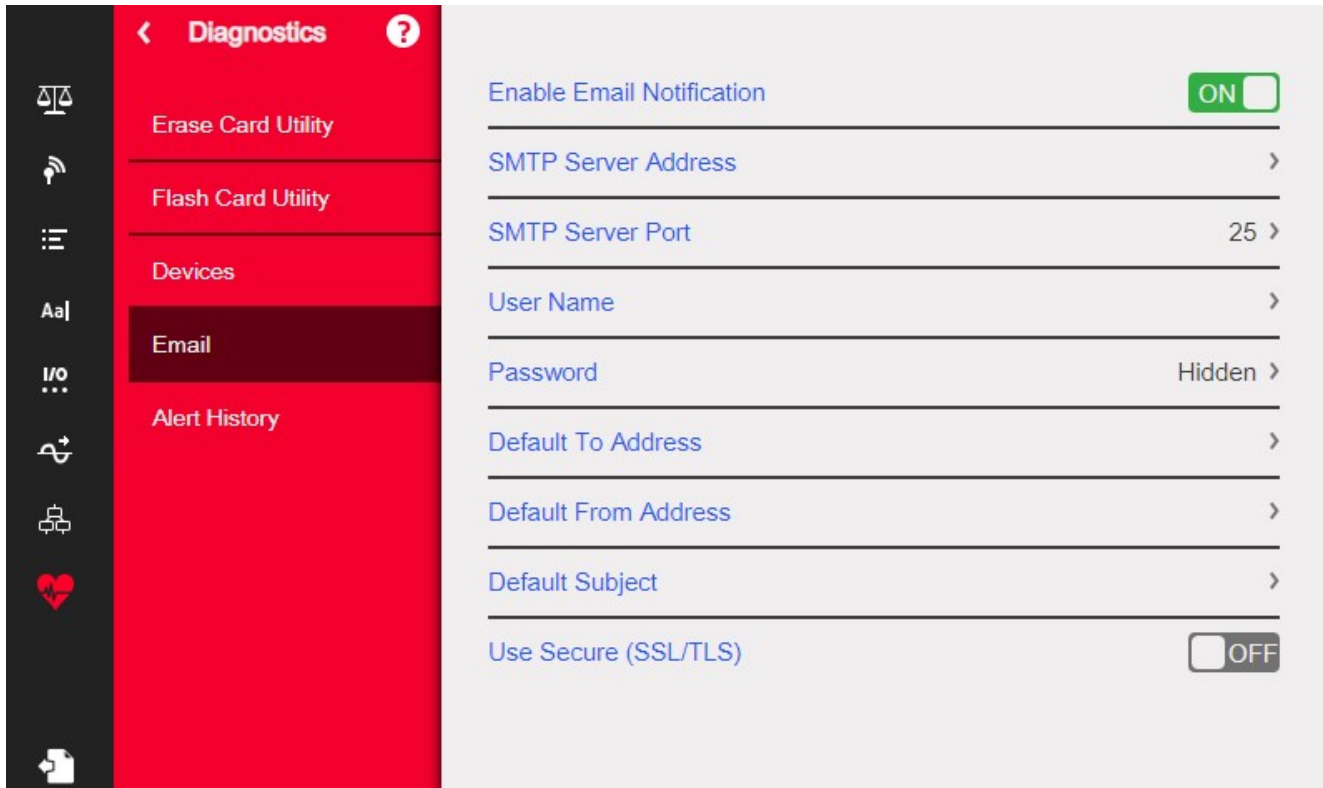 Diagnostics ?
Erase Card Utility
Flash Card Utility
Devices
Email
Alert History
Aa
I/O
Enable Email Notification ON
SMTP Server Address
SMTP Server Port 25
User Name
Password Hidden
Default To Address
Default From Address
Default Subject
Use Secure (SSL/TLS) OFF